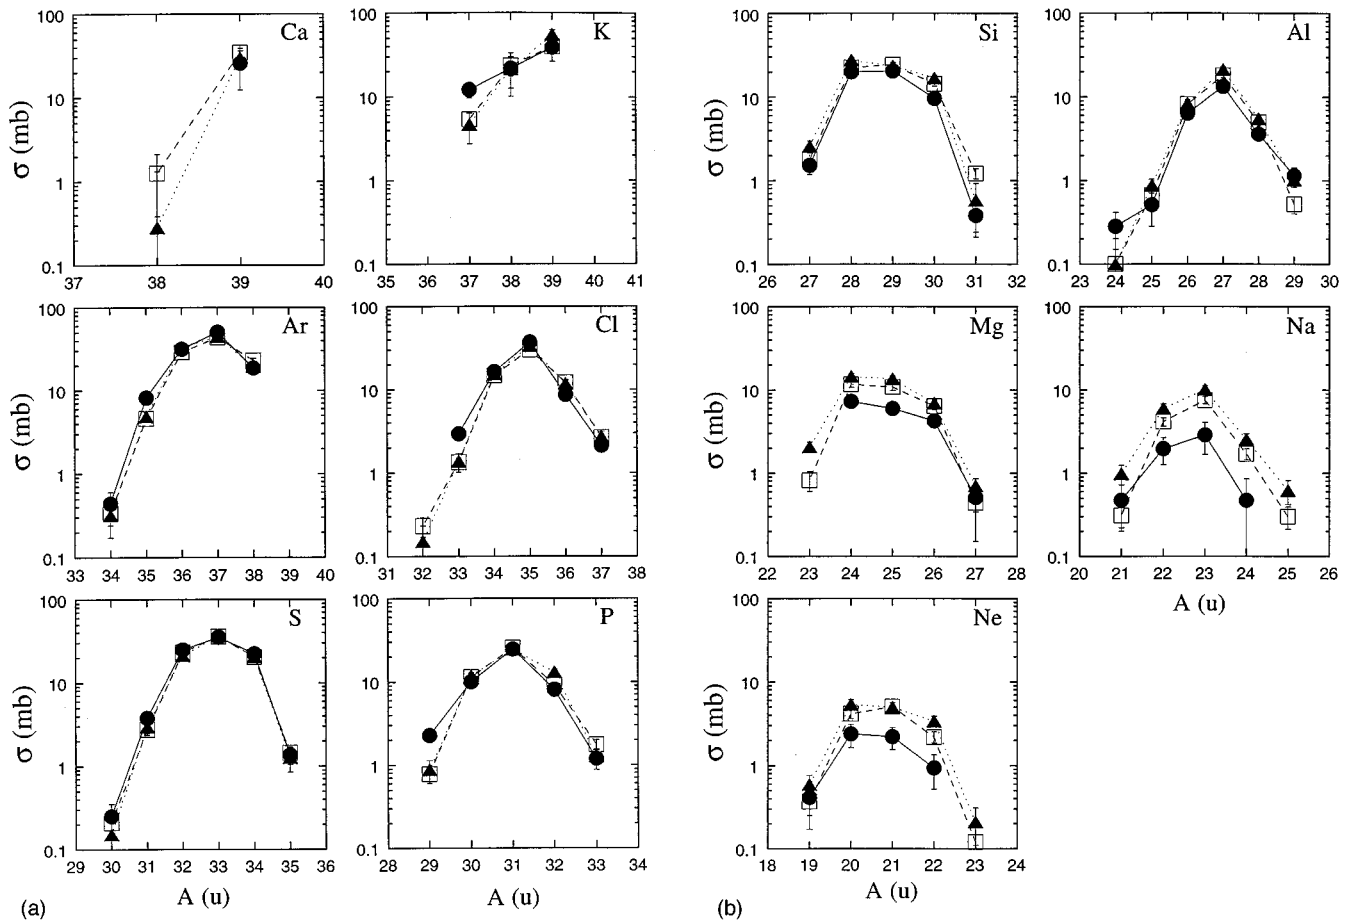 Ca
K
Si
Al
100
10
1
0.1
σ (mb)
37 38 39 40
100
10
1
0.1
35 36 37 38 39 40 41
100
10
1
0.1
σ (mb)
26 27 28 29 30 31 32
100
10
1
0.1
23 24 25 26 27 28 29 30
Ar
Cl
Mg
Na
100
10
1
0.1
σ (mb)
33 34 35 36 37 38 39 40
100
10
1
0.1
31 32 33 34 35 36 37 38
100
10
1
0.1
σ (mb)
22 23 24 25 26 27 28
100
10
1
0.1
20 21 22 23 24 25 26
A (u)
S
P
Ne
100
10
1
0.1
σ (mb)
29 30 31 32 33 34 35 36
A (u)
100
10
1
0.1
28 29 30 31 32 33 34
A (u)
100
10
1
0.1
σ (mb)
18 19 20 21 22 23 24
A (u)
(a)
(b)